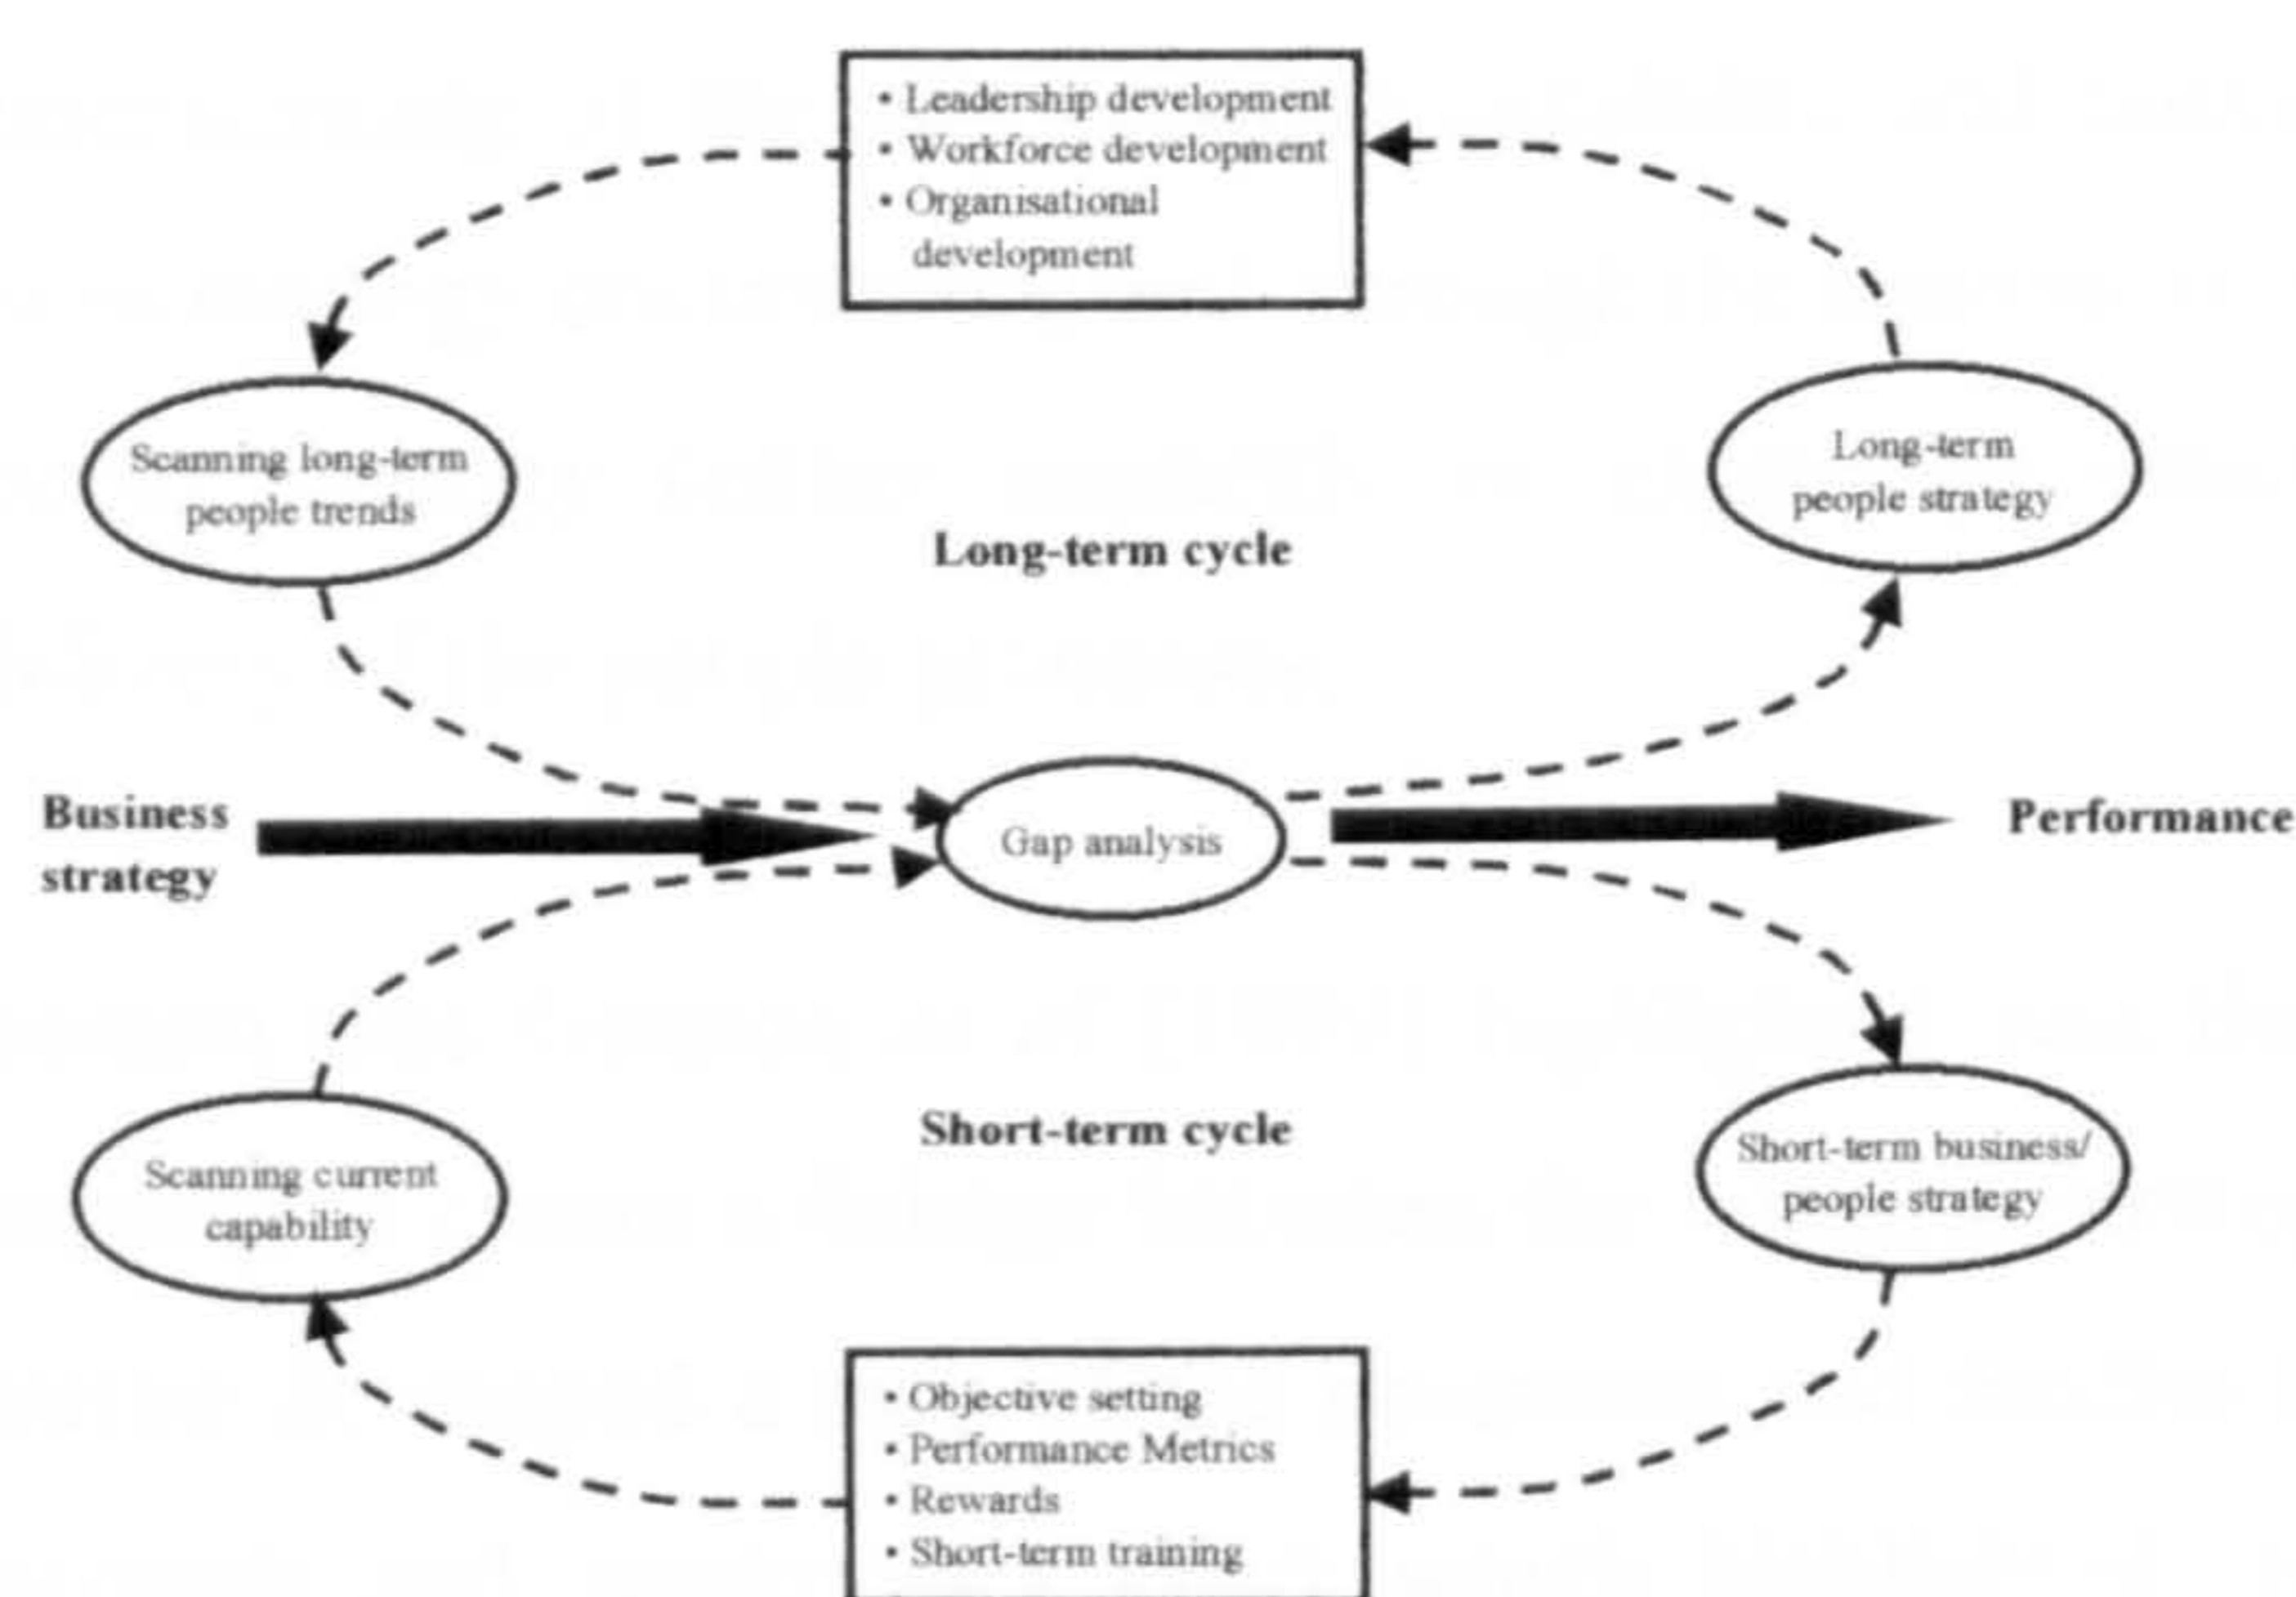 • Leadership development
• Workforce development
• Organisational
development
Scanning long-term
people trends
Long-term
people strategy
Long-term cycle
Business
strategy
Gap analysis
Performance
Short-term cycle
Scanning current
capability
Short-term business/
people strategy
• Objective setting
• Performance Metrics
• Rewards
• Short-term training